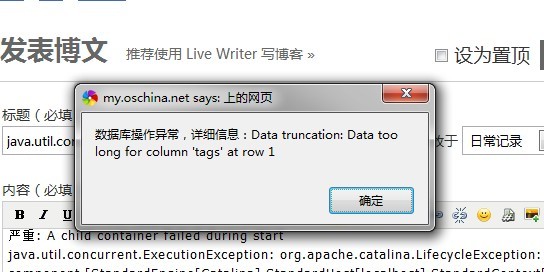 发表博文 推荐使用 Live Writer 写博客 » 设为置顶
my.oschina.net says: 上的网页
标题（必填
数据库操作异常，详细信息：Data truncation: Data too
long for column 'tags' at row 1
java.util.con 于 日常记录
确定
内容（必填
B I U
严重: A child container failed during start
java.util.concurrent.ExecutionException: org.apache.catalina.LifecycleException: